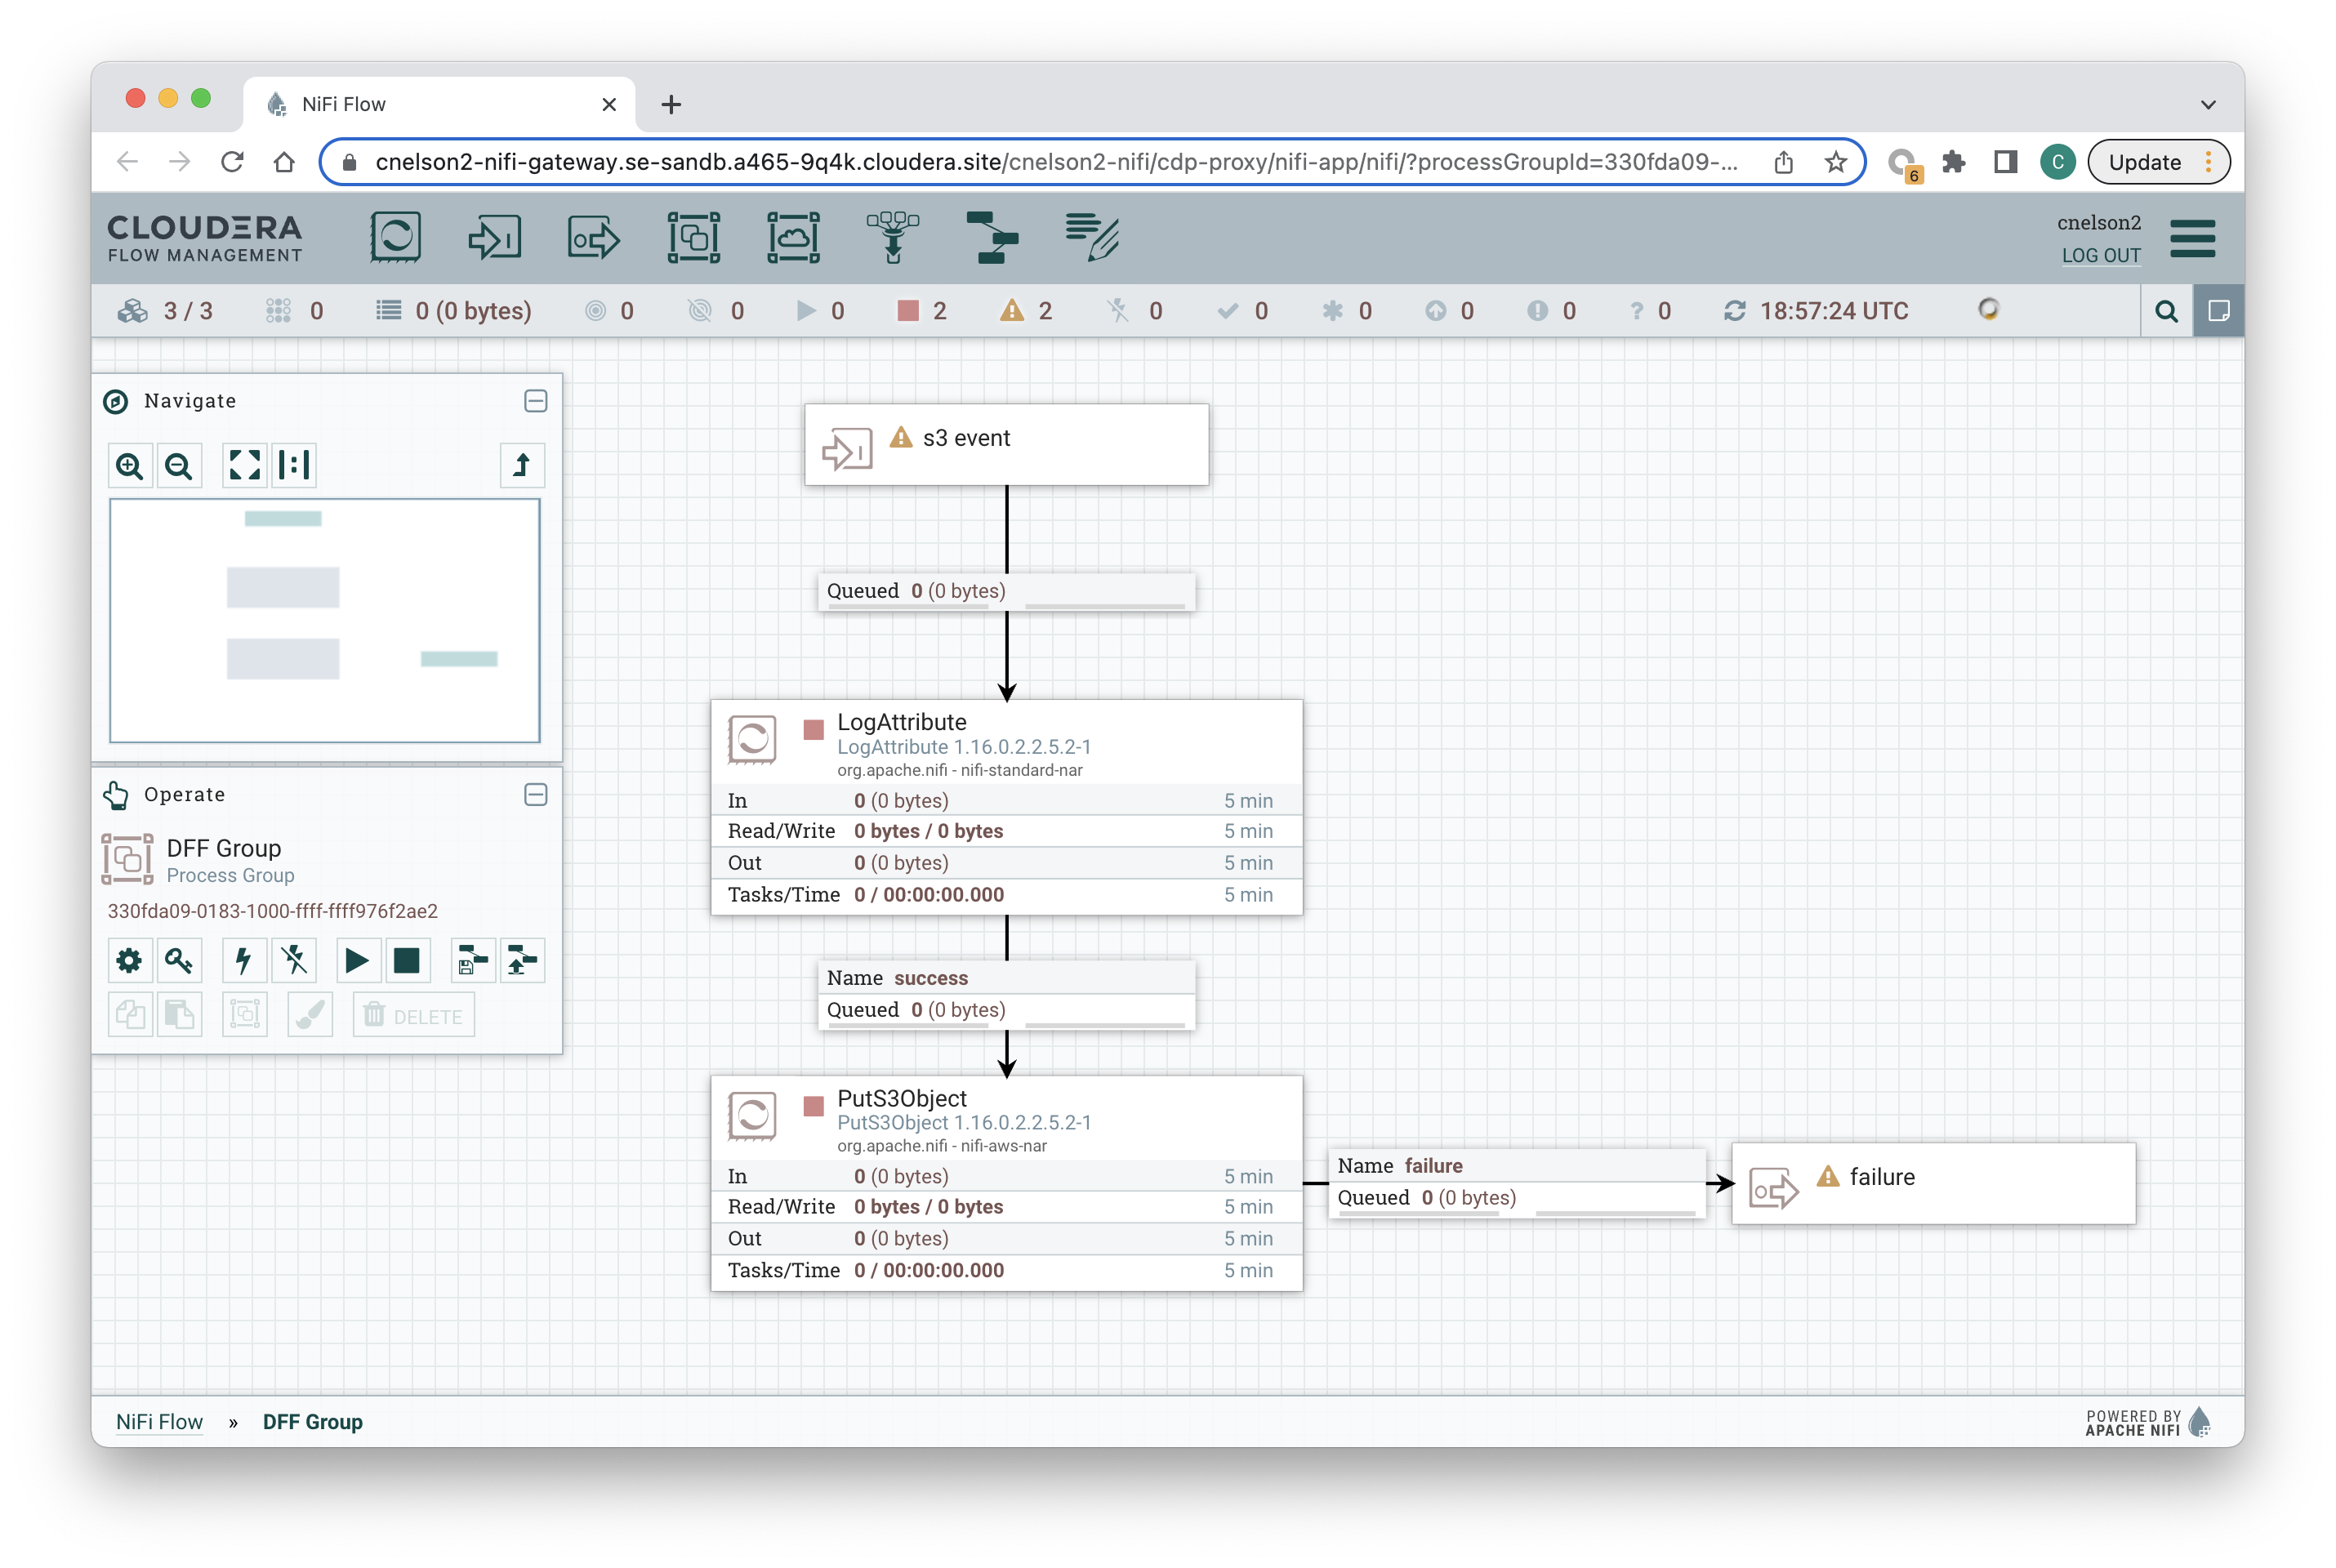 NiFi Flow
cnelson2-nifi-gateway.se-sandb.a465-9q4k.cloudera.site/cnelson2-nifi/cdp-proxy/nifi-app/nifi/?processGroupId=330fda09-...
6
C
Update
CLOUDERA
FLOW MANAGEMENT
cnelson2
LOG OUT
3 / 3 0 0 (0 bytes) 0 0 0 2 2 0 0 0 0 0 ? 0 18:57:24 UTC
Navigate
Operate
DFF Group
Process Group
330fda09-0183-1000-ffff-ffff976f2ae2
DELETE
s3 event
Queued 0 (0 bytes)
LogAttribute
LogAttribute 1.16.0.2.2.5.2-1
org.apache.nifi - nifi-standard-nar
In 0 (0 bytes) 5 min
Read/Write 0 bytes / 0 bytes 5 min
Out 0 (0 bytes) 5 min
Tasks/Time 0 / 00:00:00.000 5 min
Name success
Queued 0 (0 bytes)
PutS3Object
PutS3Object 1.16.0.2.2.5.2-1
org.apache.nifi - nifi-aws-nar
In 0 (0 bytes) 5 min
Read/Write 0 bytes / 0 bytes 5 min
Out 0 (0 bytes) 5 min
Tasks/Time 0 / 00:00:00.000 5 min
Name failure
Queued 0 (0 bytes)
failure
NiFi Flow » DFF Group
POWERED BY
APACHE NIFI